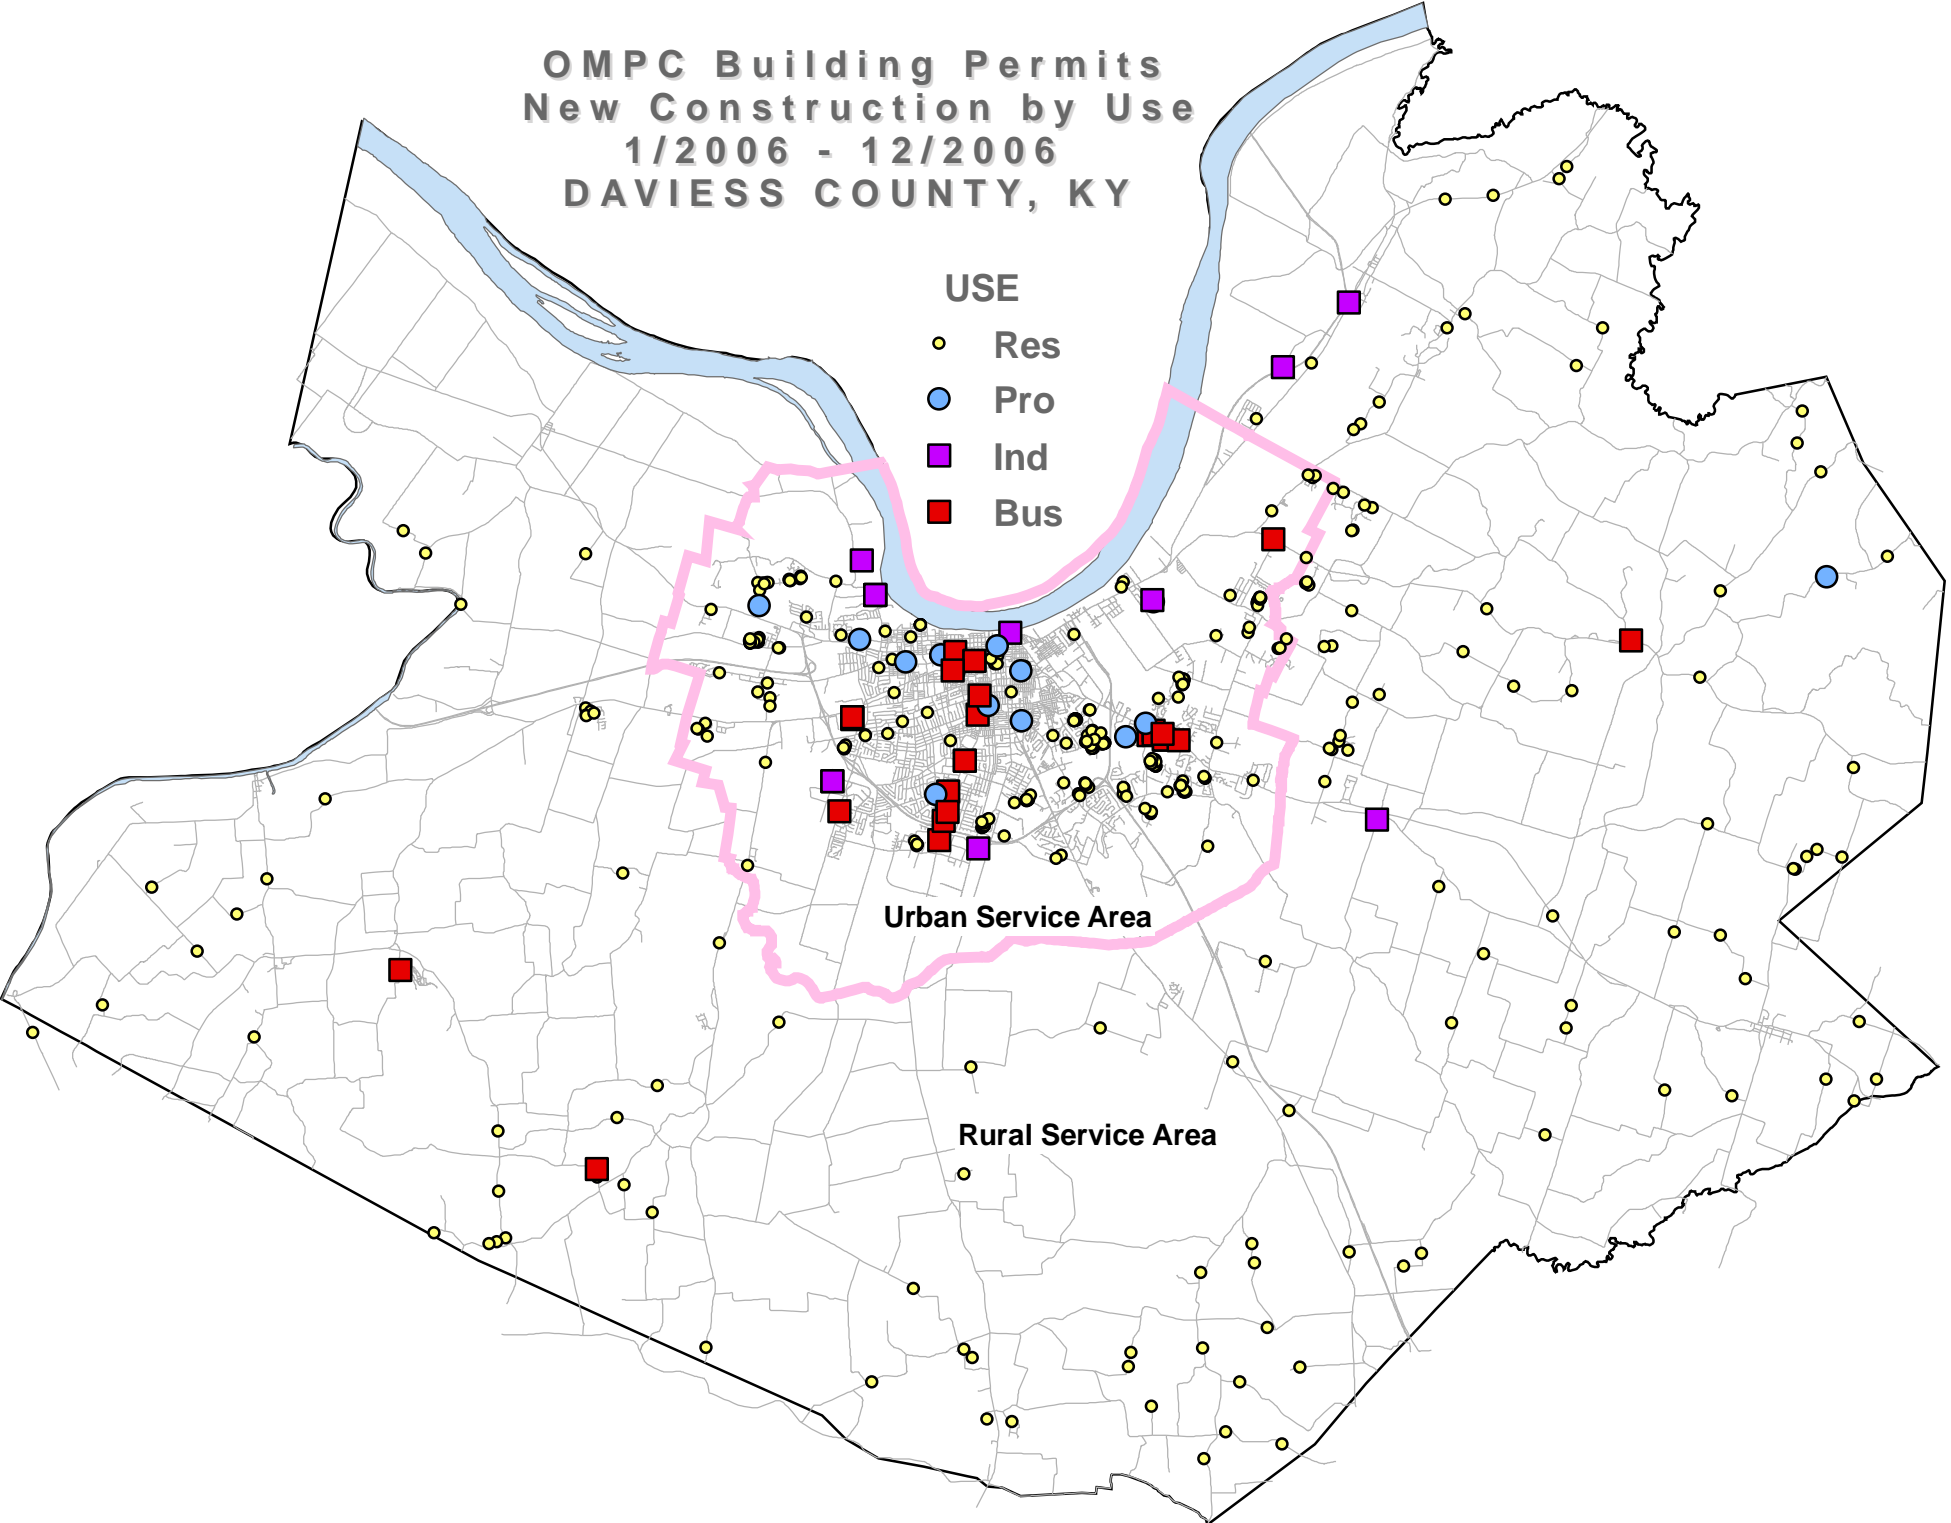 OMPC Building Permits
New Construction by Use
1/2006 - 12/2006
DAVIESS COUNTY, KY
USE
Res
Pro
Ind
Bus
Urban Service Area
Rural Service Area